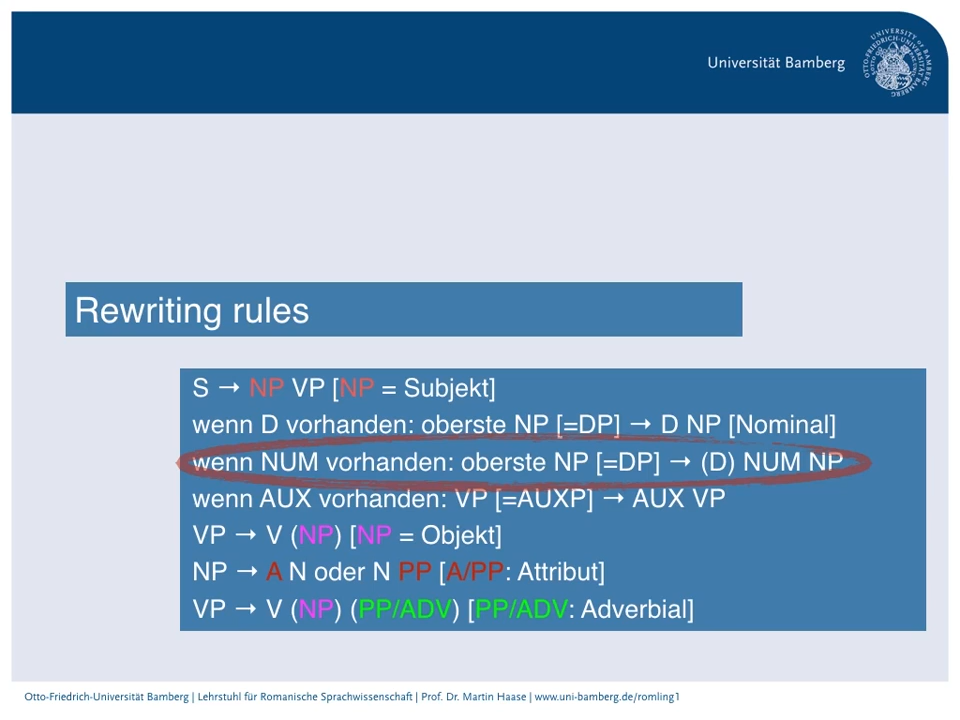 Universität Bamberg
Rewriting rules
S → NP VP [NP = Subjekt]
wenn D vorhanden: oberste NP [=DP] → D NP [Nominal]
wenn NUM vorhanden: oberste NP [=DP] → (D) NUM NP
wenn AUX vorhanden: VP [=AUXP] → AUX VP
VP → V (NP) [NP = Objekt]
NP → A N oder N PP [A/PP: Attribut]
VP → V (NP) (PP/ADV) [PP/ADV: Adverbial]
Otto-Friedrich-Universität Bamberg | Lehrstuhl für Romanische Sprachwissenschaft | Prof. Dr. Martin Haase | www.uni-bamberg.de/romling1